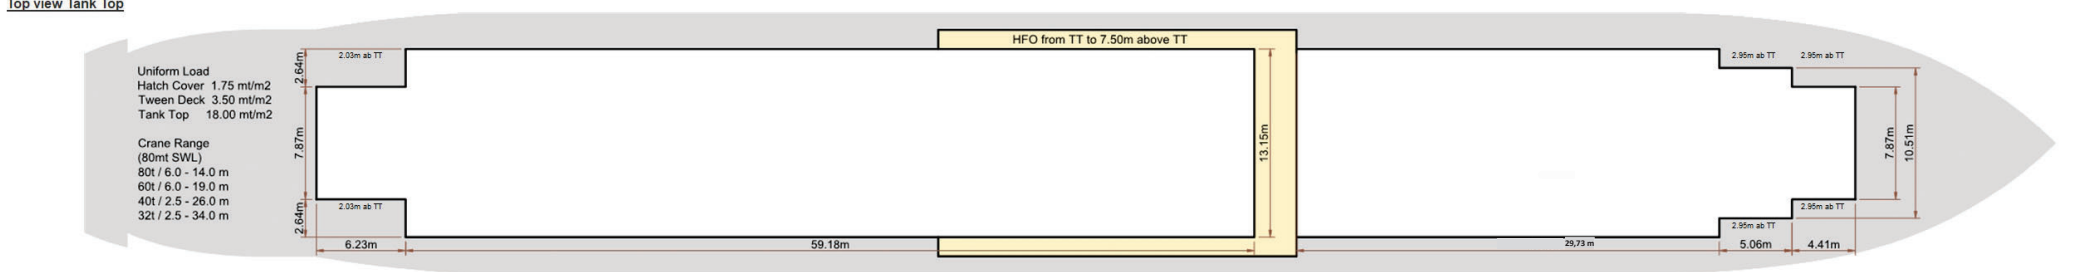 Top view Tank Top
HFO from TT to 7.50m above TT
2.64m
2.03m ab TT
2.95m ab TT
2.95m ab TT
Uniform Load
Hatch Cover 1.75 mt/m2
Tween Deck 3.50 mt/m2
Tank Top 18.00 mt/m2
Crane Range
(80mt SWL)
80t / 6.0 - 14.0 m
60t / 6.0 - 19.0 m
40t / 2.5 - 26.0 m
32t / 2.5 - 34.0 m
7.87m
13.15m
7.87m
10.51m
2.64m
2.03m ab TT
2.95m ab TT
2.95m ab TT
6.23m
59.18m
29,73 m
5.06m
4.41m